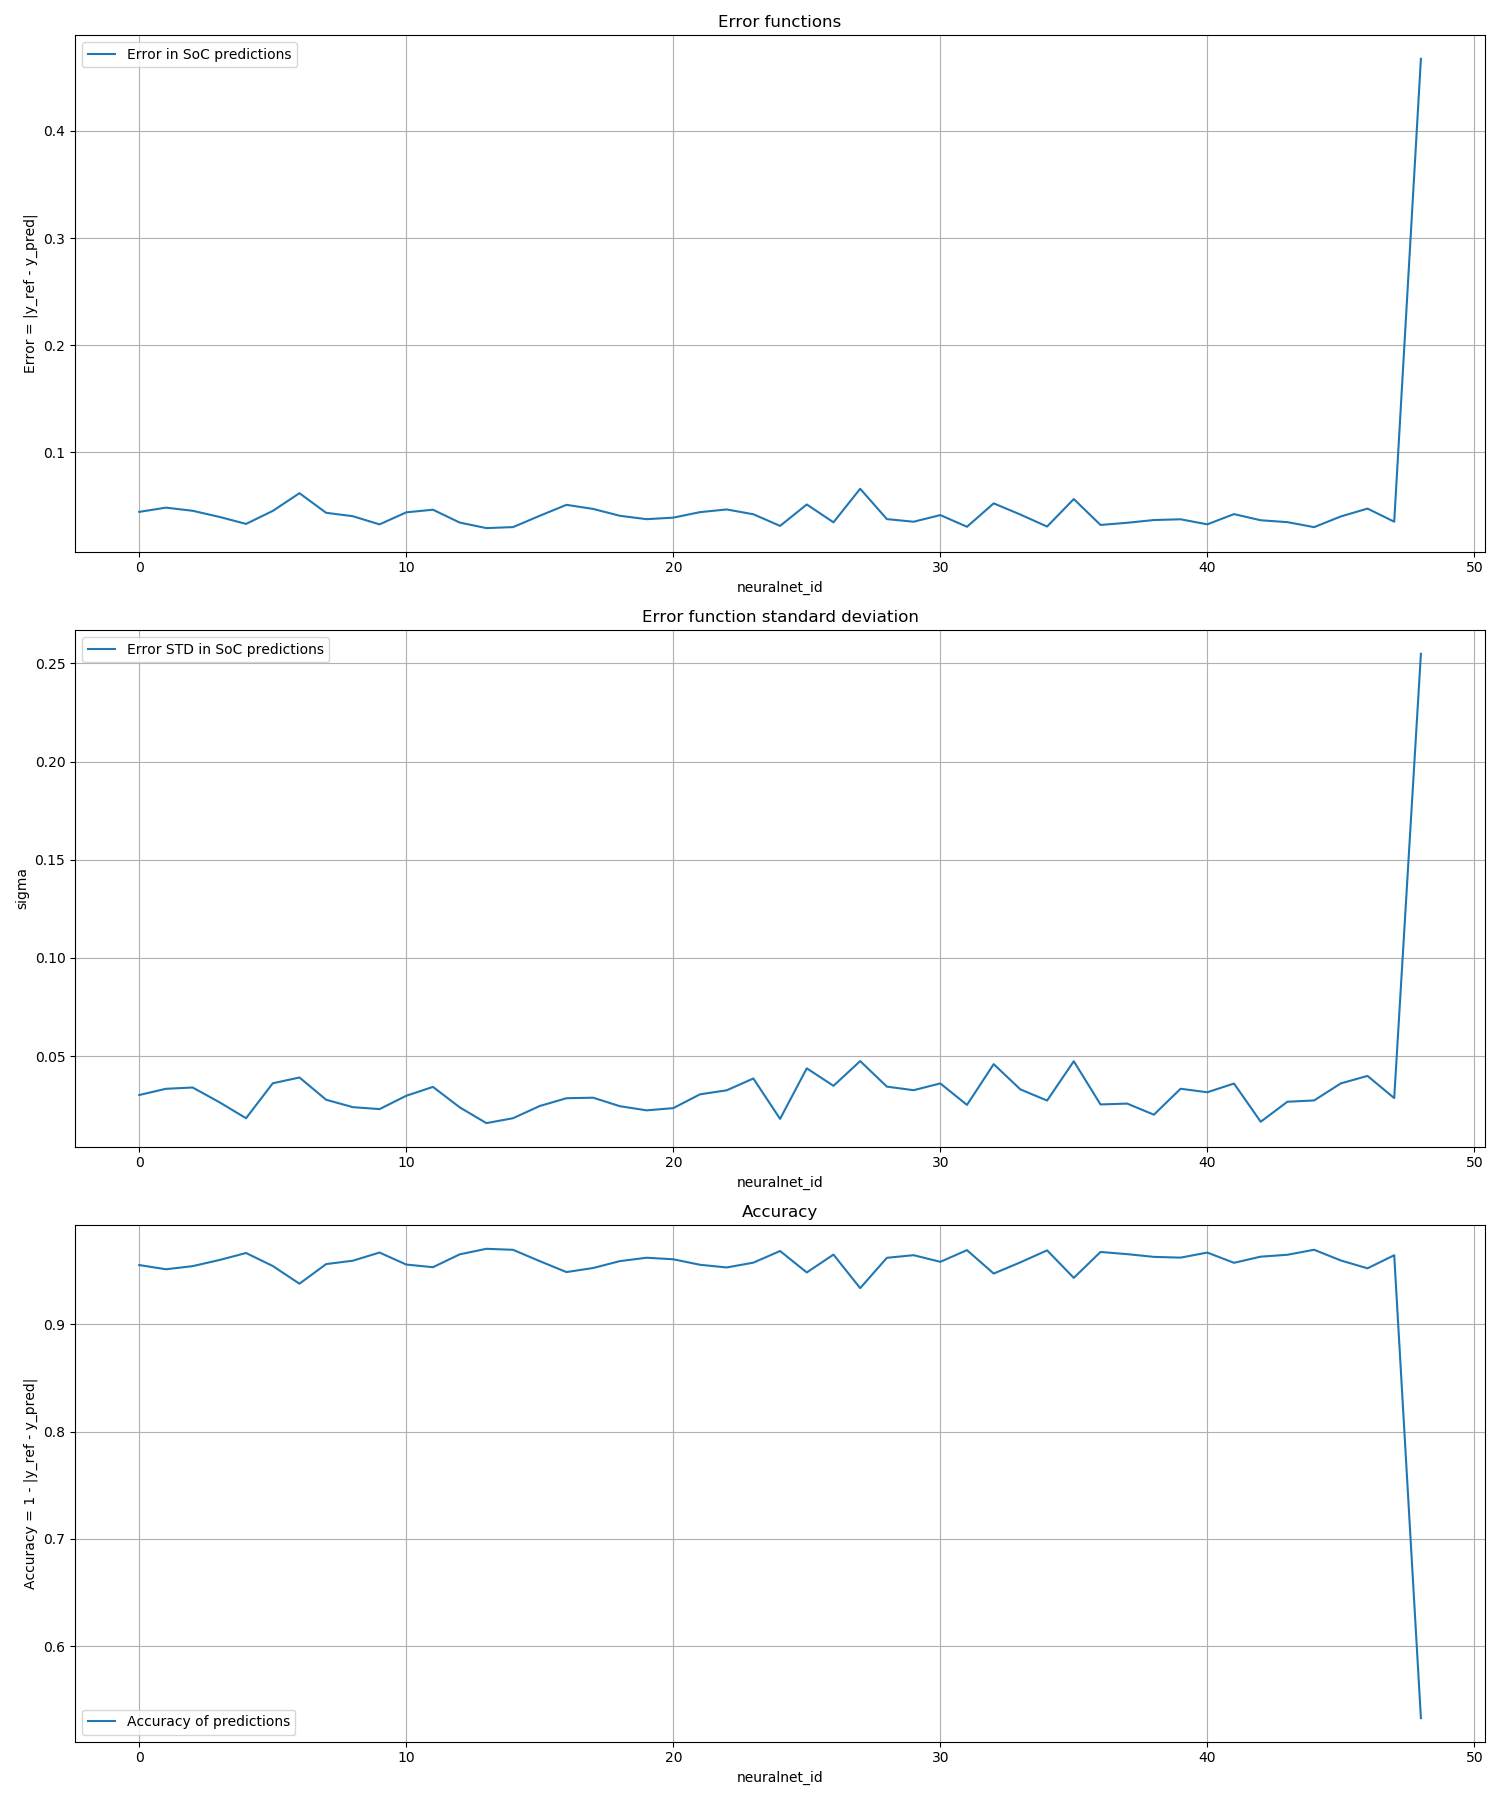 Error functions
Error in SoC predictions
0.4
0.3
0.2
0.1
Error = |y_ref - y_pred|
0 10 20 30 40 50
neuralnet_id
Error function standard deviation
Error STD in SoC predictions
0.25
0.20
0.15
0.10
0.05
sigma
0 10 20 30 40 50
neuralnet_id
Accuracy
0.9
0.8
0.7
0.6
Accuracy = 1 - |y_ref - y_pred|
Accuracy of predictions
0 10 20 30 40 50
neuralnet_id